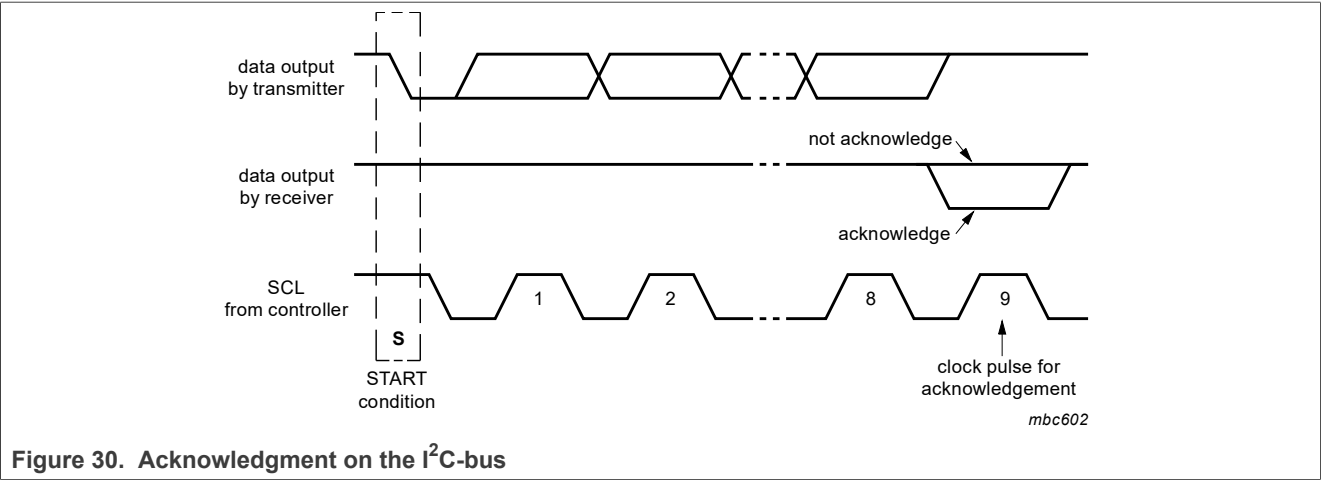 data output
by transmitter
not acknowledge
data output
by receiver
acknowledge
SCL
from controller
1
2
8
9
S
START
condition
clock pulse for
acknowledgement
mbc602
Figure 30. Acknowledgment on the I²C-bus